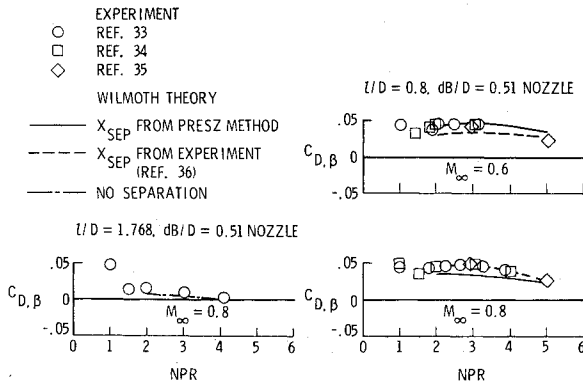 EXPERIMENT
REF. 33
REF. 34
REF. 35
WILMOTH THEORY
X_SEP FROM PRESZ METHOD
X_SEP FROM EXPERIMENT
(REF. 36)
NO SEPARATION
l/D = 0.8, dB/D = 0.51 NOZZLE
.05
C_D,β 0
M_∞ = 0.6
-.05
l/D = 1.768, dB/D = 0.51 NOZZLE
.05
C_D,β 0
M_∞ = 0.8
-.05
0 1 2 3 4 5 6
NPR
.05
C_D,β 0
M_∞ = 0.8
-.05
0 1 2 3 4 5 6
NPR